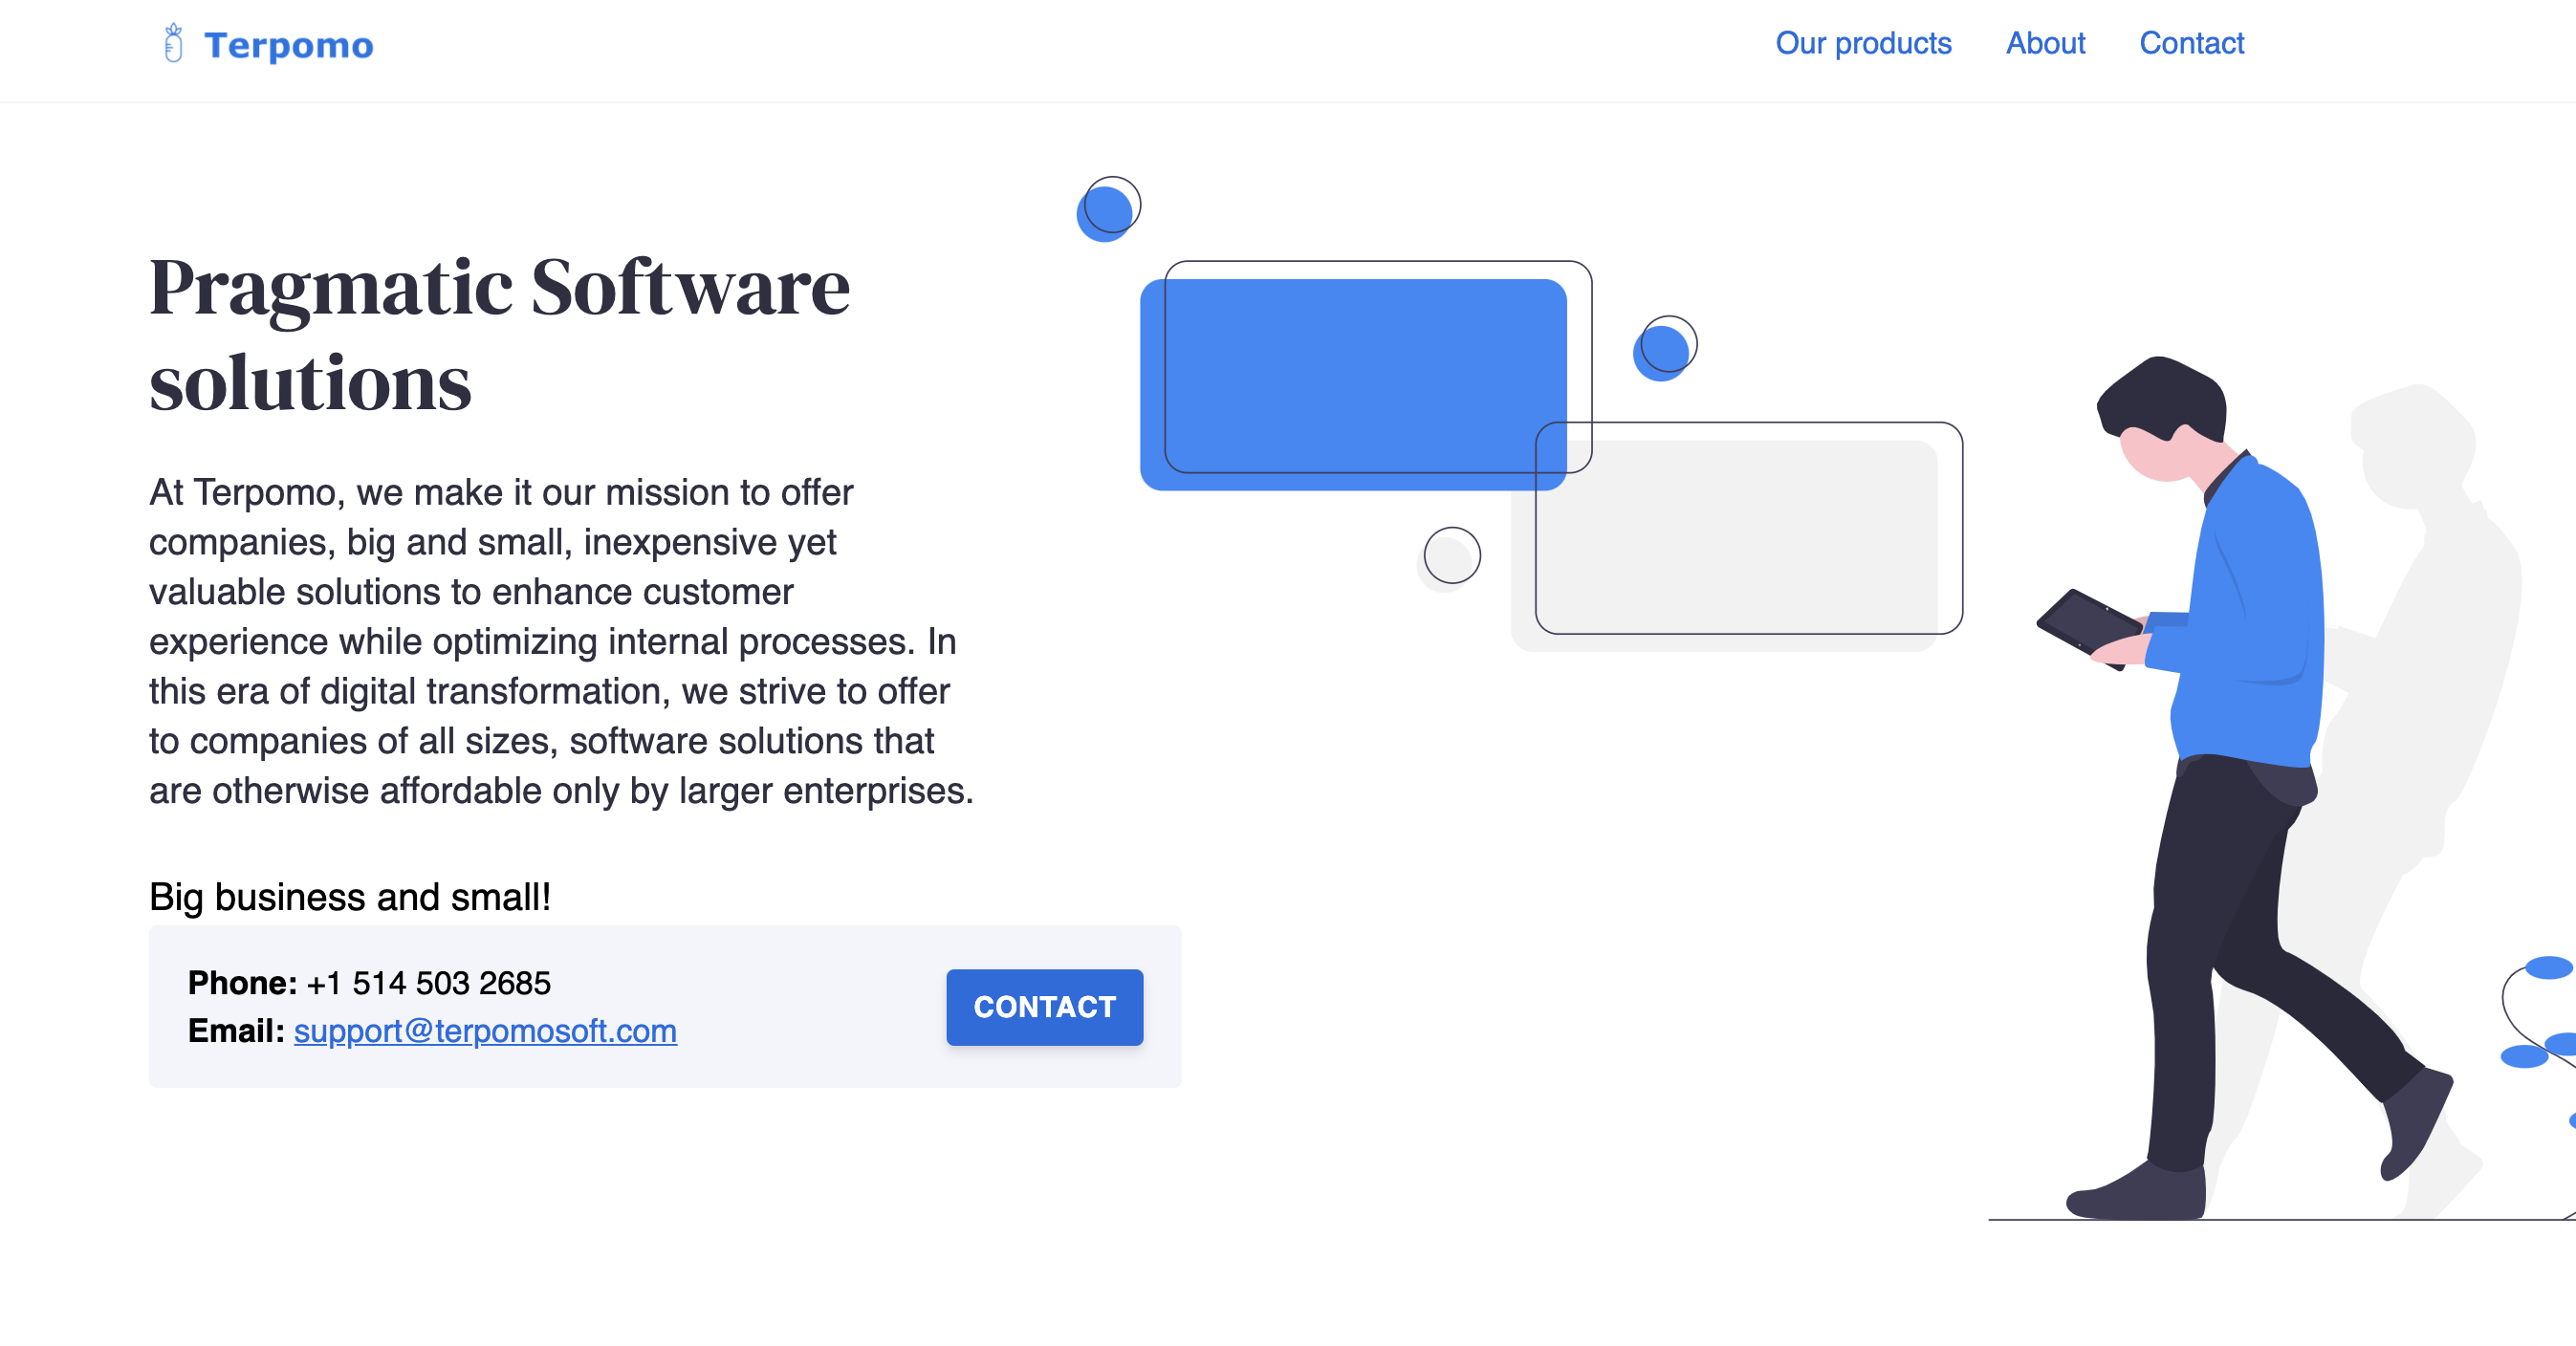 Terpomo
Our products
About
Contact
Pragmatic Software
solutions
At Terpomo, we make it our mission to offer
companies, big and small, inexpensive yet
valuable solutions to enhance customer
experience while optimizing internal processes. In
this era of digital transformation, we strive to offer
to companies of all sizes, software solutions that
are otherwise affordable only by larger enterprises.
Big business and small!
Phone: +1 514 503 2685
Email: support@terpomosoft.com
CONTACT